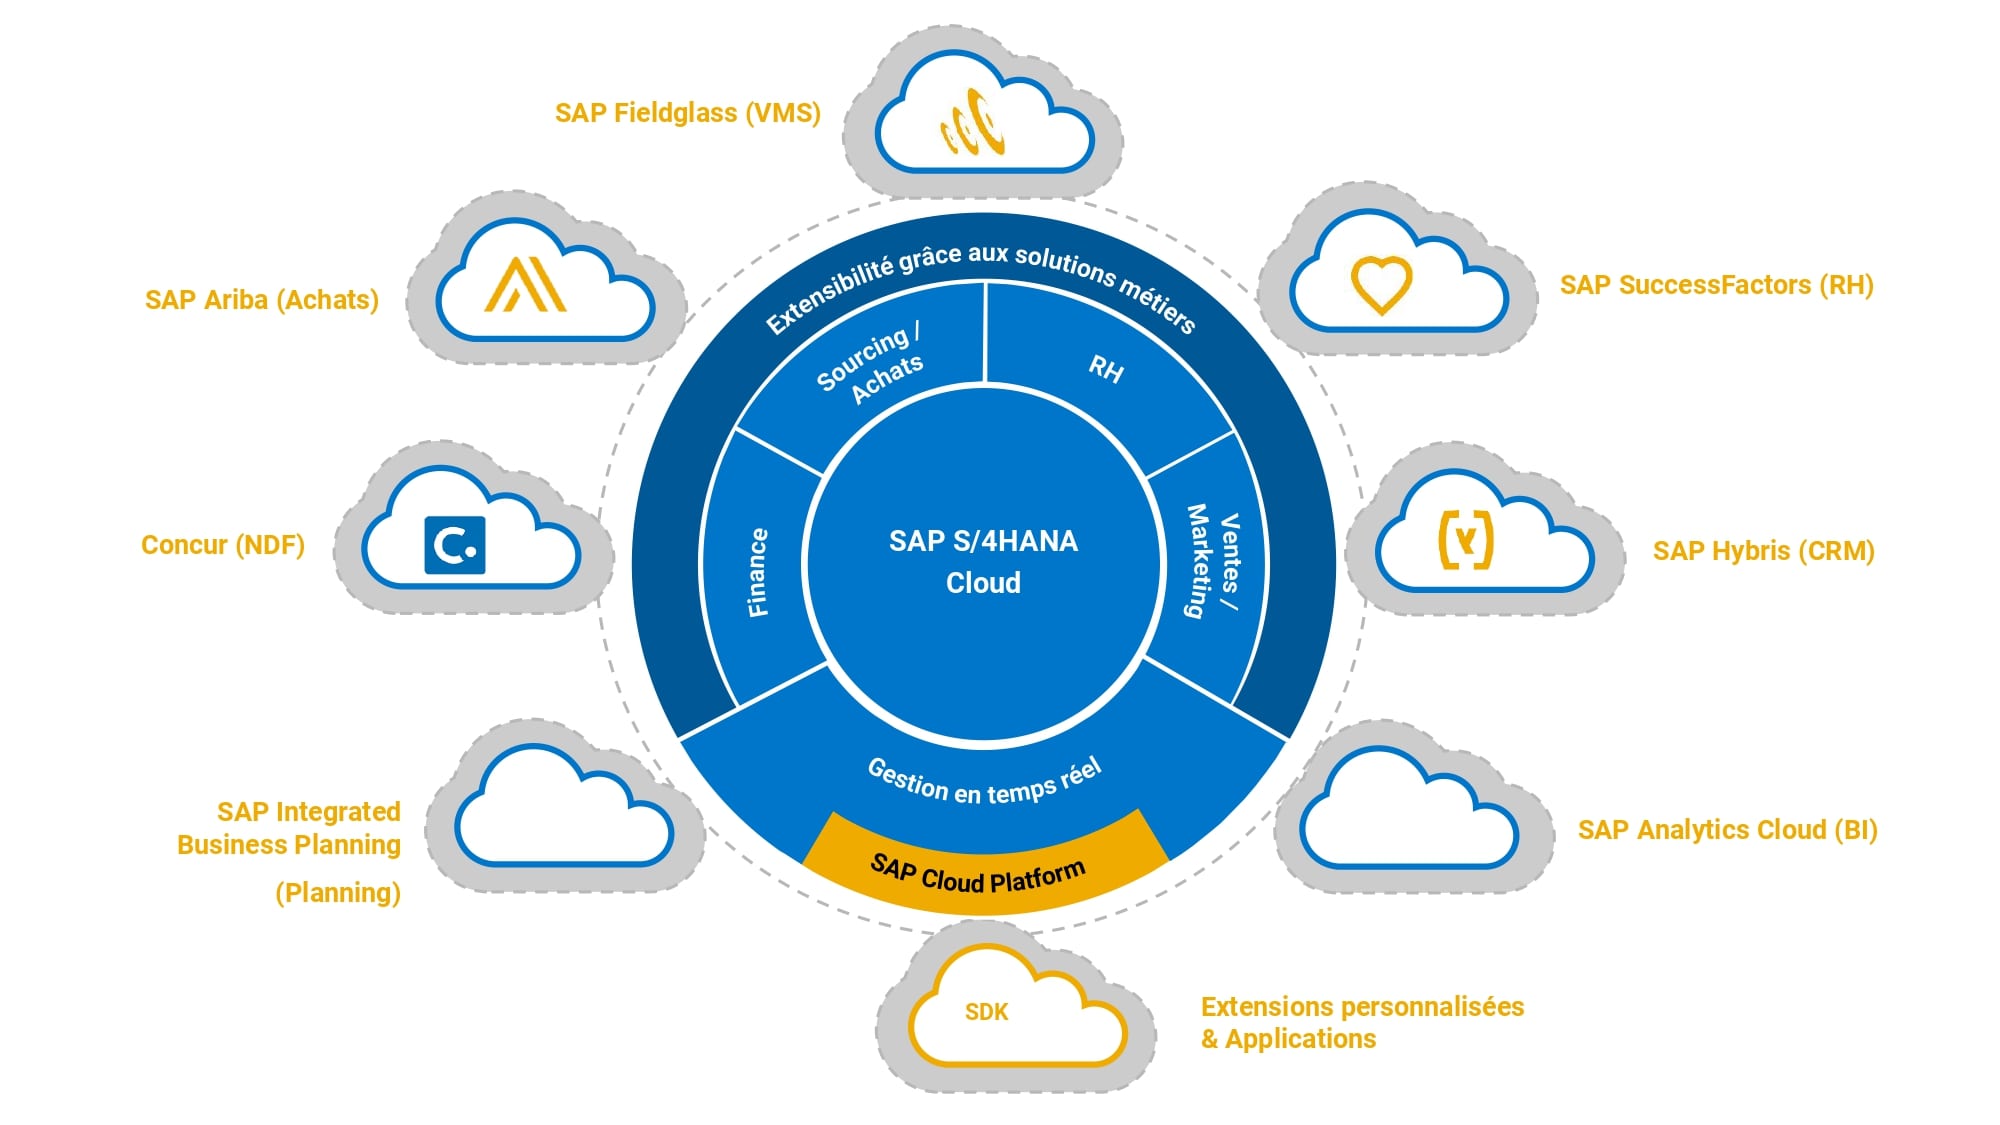 SAP Fieldglass (VMS)
SAP Ariba (Achats)
SAP SuccessFactors (RH)
Concur (NDF)
C.
SAP Hybris (CRM)
SAP Integrated
Business Planning
(Planning)
SAP Analytics Cloud (BI)
Extensibilité grâce aux solutions métiers
Sourcing /
Achats
RH
Finance
Ventes /
Marketing
SAP S/4HANA
Cloud
Gestion en temps réel
SAP Cloud Platform
SDK
Extensions personnalisées
& Applications